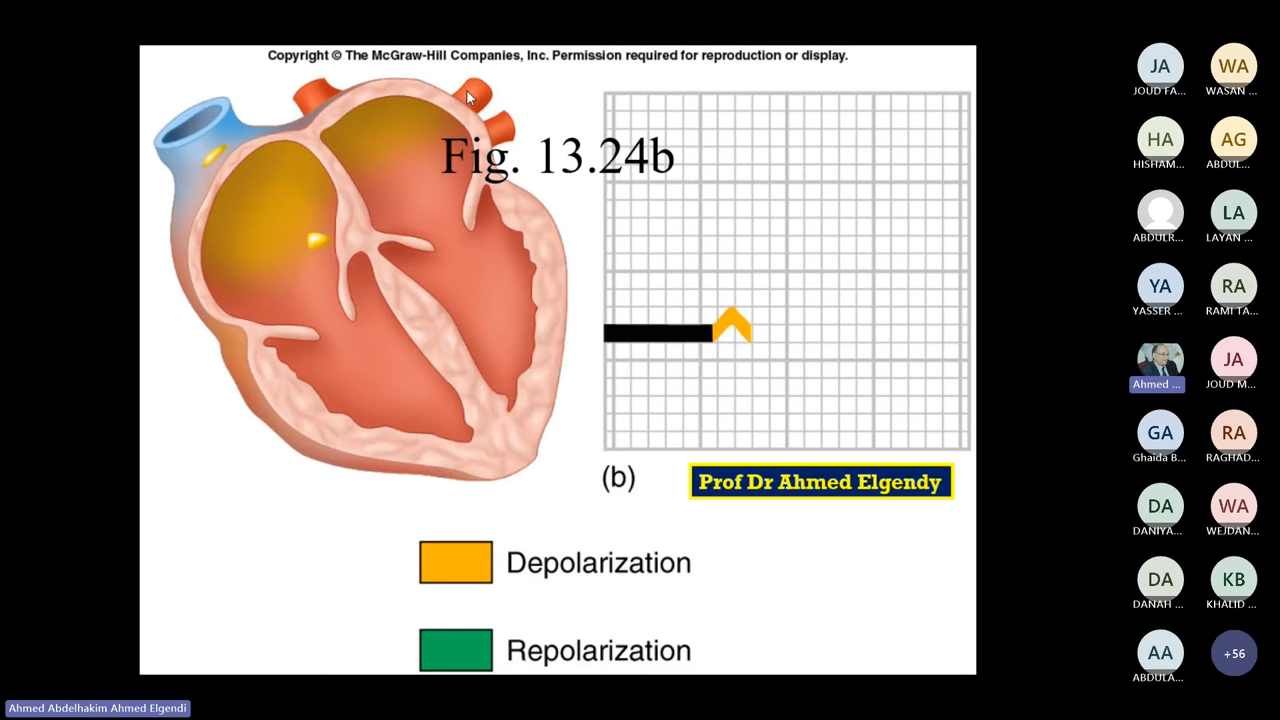 Copyright © The McGraw-Hill Companies, Inc. Permission required for reproduction or display.
Fig. 13.24b
(b)
Prof Dr Ahmed Elgendy
Depolarization
Repolarization
JA
JOUD FA...
WA
WASAN ...
HA
HISHAM...
AG
ABDUL...
ABDULR...
LA
LAYAN ...
YA
YASSER ...
RA
RAMI TA...
Ahmed ...
JA
JOUD M...
GA
Ghaida B...
RA
RAGHAD...
DA
DANIYA...
WA
WEJDAN...
DA
DANAH ...
KB
KHALID ...
AA
ABDULA...
+56
Ahmed Abdelhakim Ahmed Elgendi